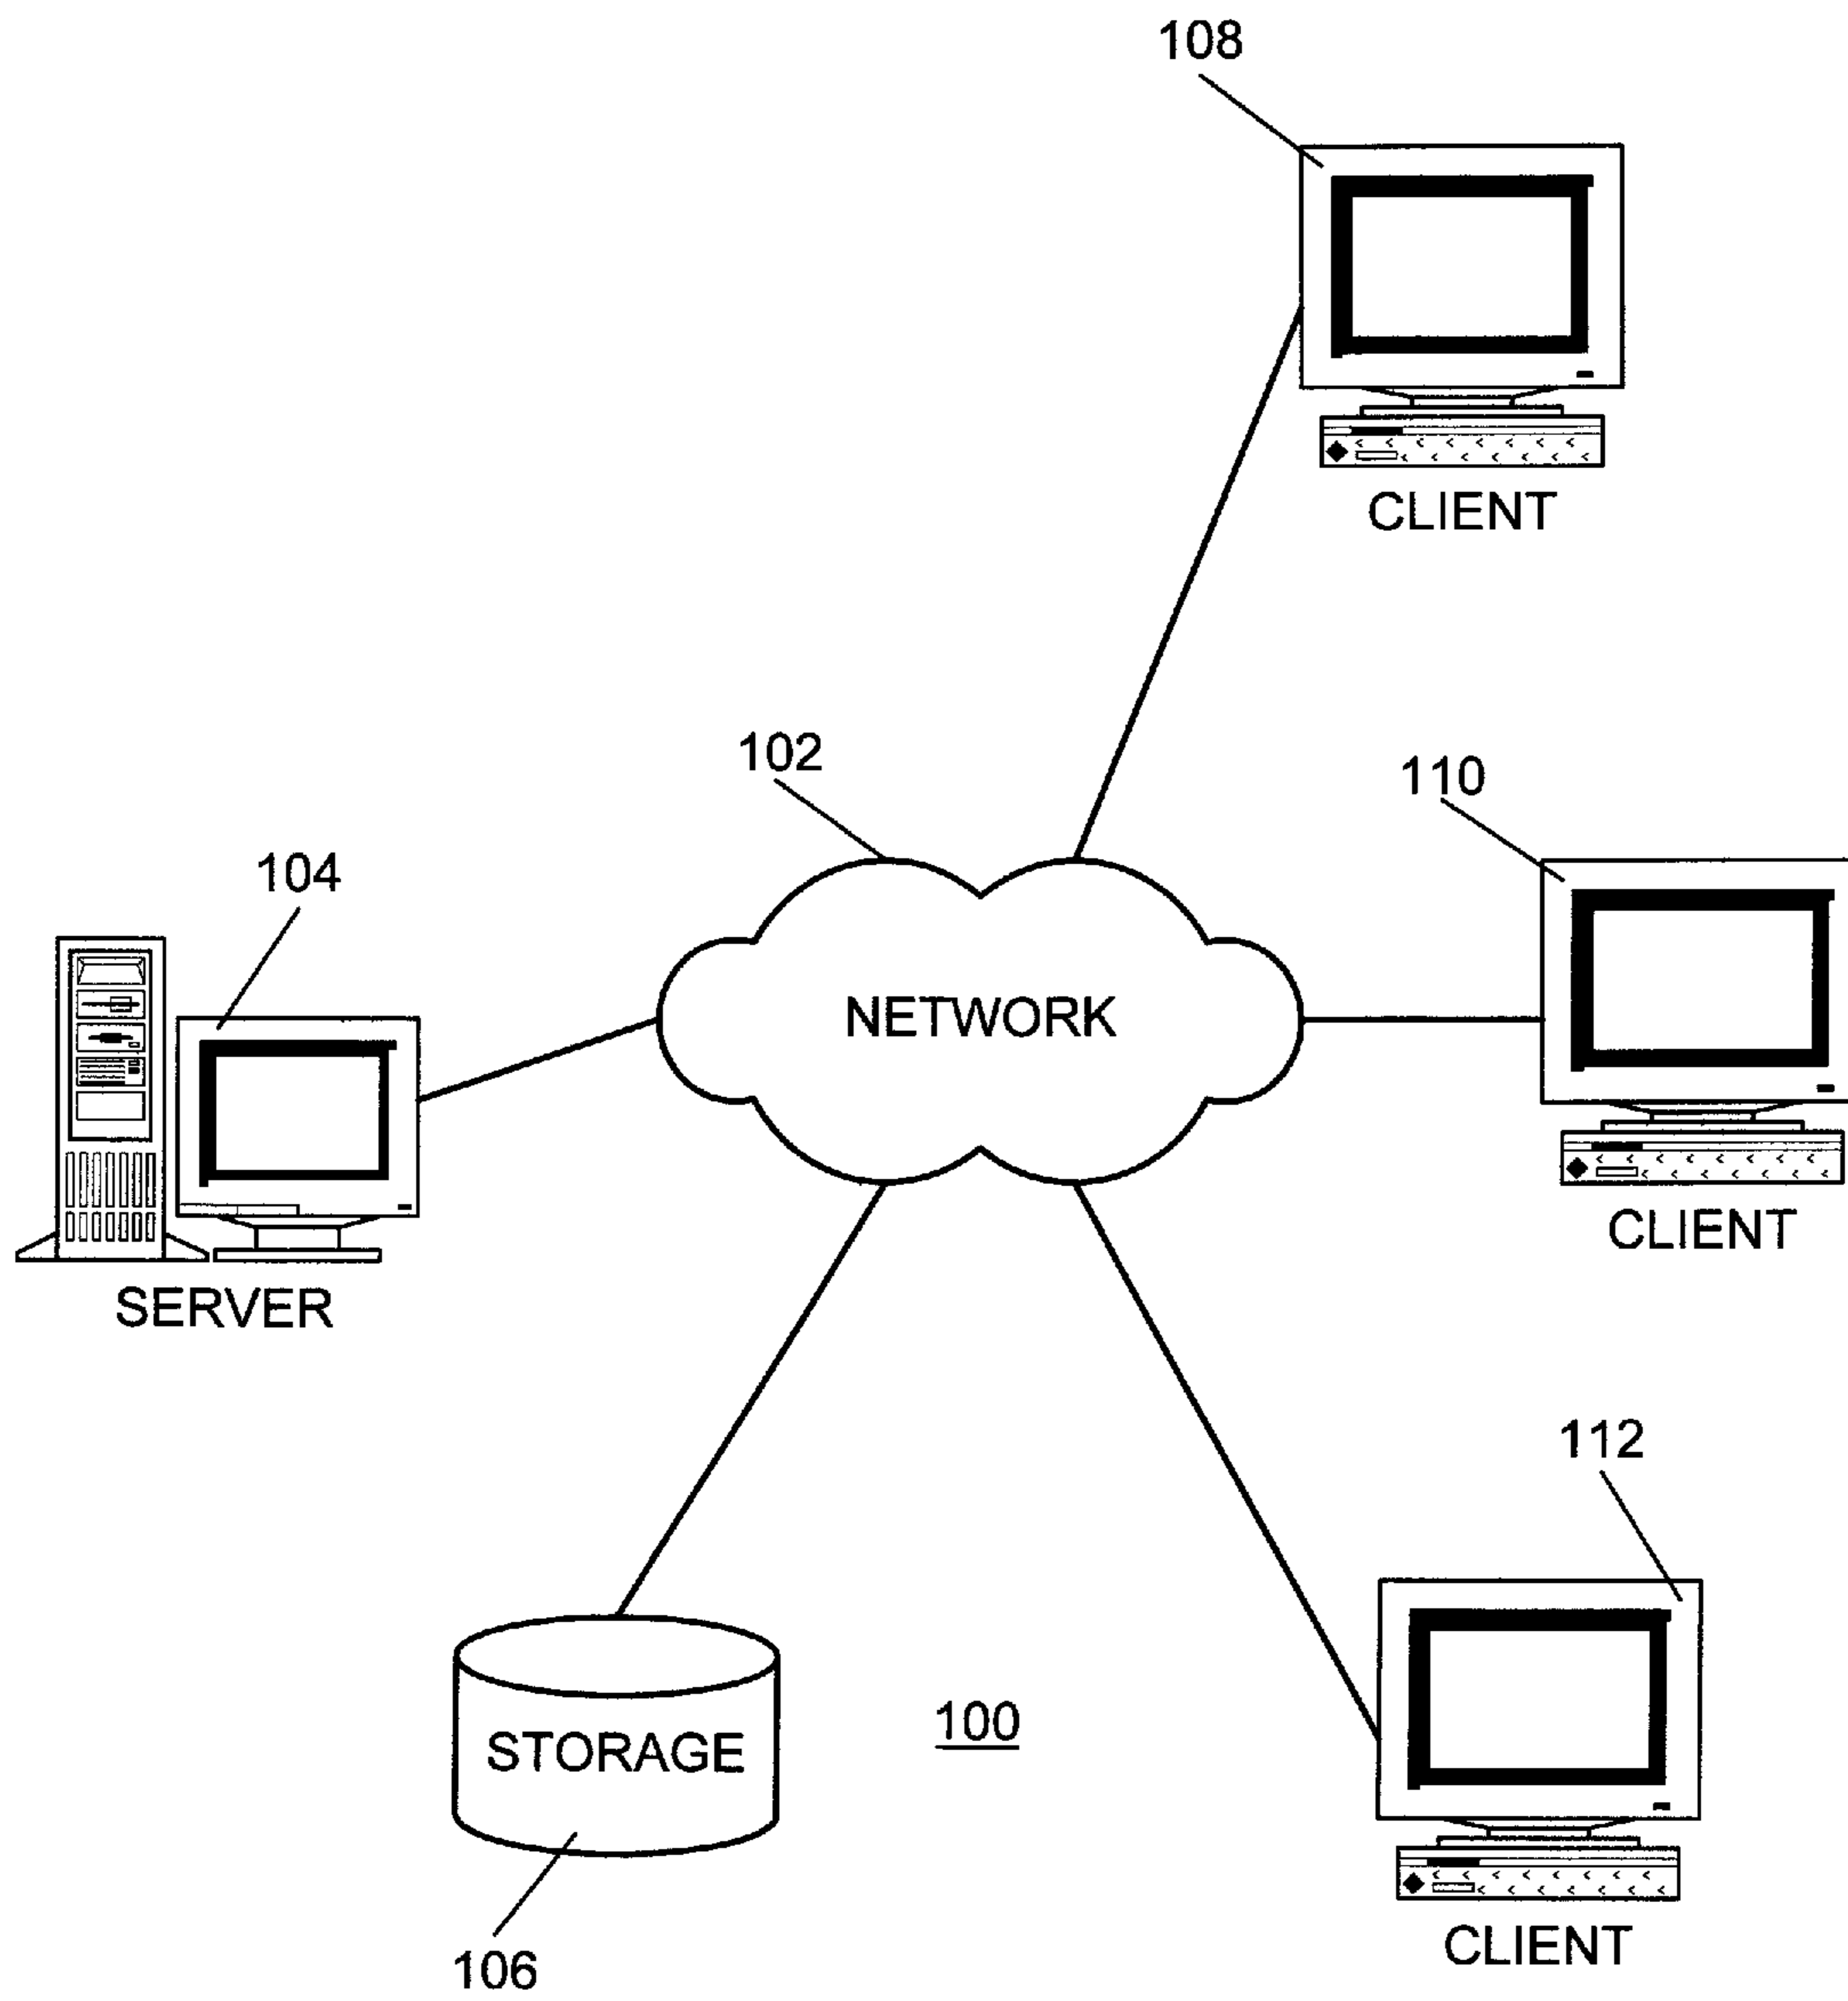 108
CLIENT
102
110
104
NETWORK
CLIENT
SERVER
112
100
STORAGE
CLIENT
106